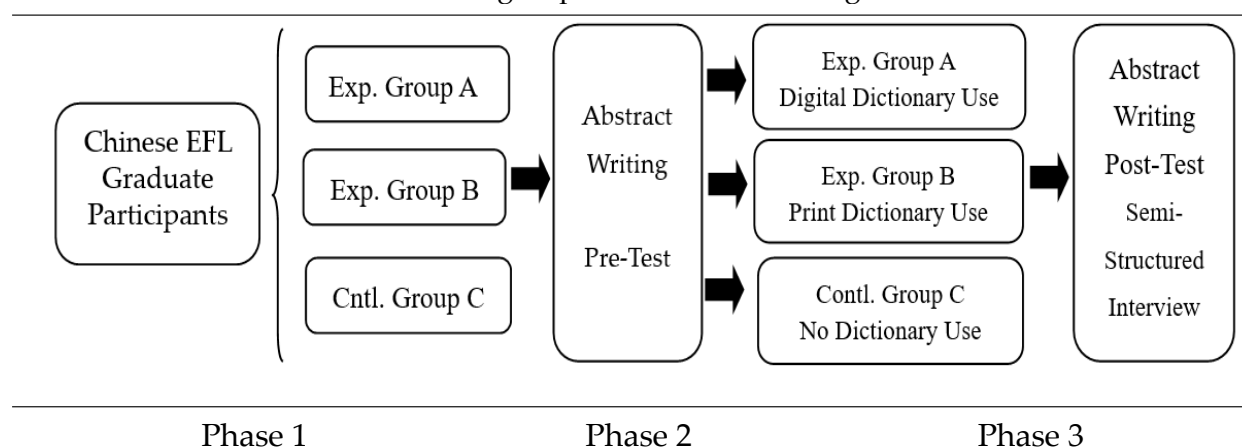 Chinese EFL
Graduate
Participants
Exp. Group A
Exp. Group B
Cntl. Group C
Abstract
Writing
Pre-Test
Exp. Group A
Digital Dictionary Use
Exp. Group B
Print Dictionary Use
Contl. Group C
No Dictionary Use
Abstract
Writing
Post-Test
Semi-
Structured
Interview
Phase 1
Phase 2
Phase 3